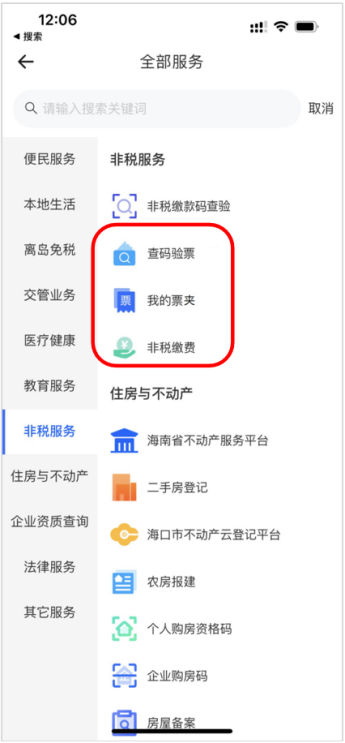 12:06
◀ 搜索
全部服务
请输入搜索关键词
取消
便民服务
本地生活
离岛免税
交管业务
医疗健康
教育服务
非税服务
住房与不动产
企业资质查询
法律服务
其它服务
非税服务
非税缴款码查验
查码验票
票
我的票夹
¥
非税缴费
住房与不动产
海南省不动产服务平台
二手房登记
海口市不动产云登记平台
农房报建
个人购房资格码
企业购房码
房屋备案